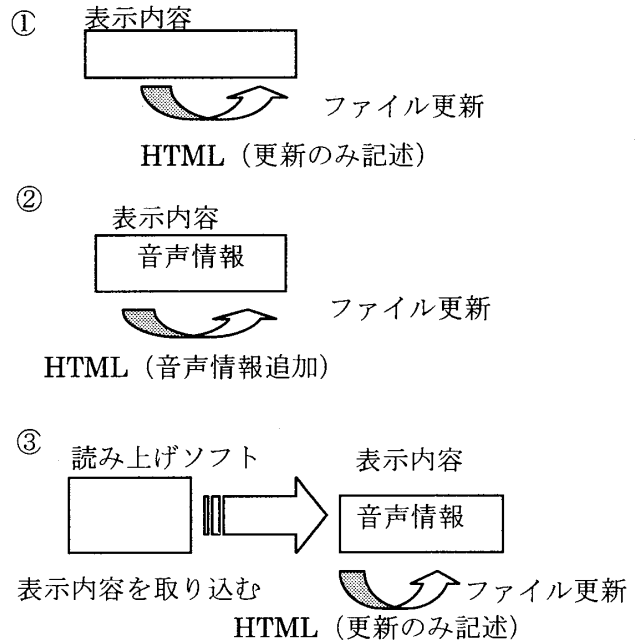 ①
表示内容
ファイル更新
HTML（更新のみ記述）
②
表示内容
音声情報
ファイル更新
HTML（音声情報追加）
③
読み上げソフト 表示内容
音声情報
表示内容を取り込む ファイル更新
HTML（更新のみ記述）